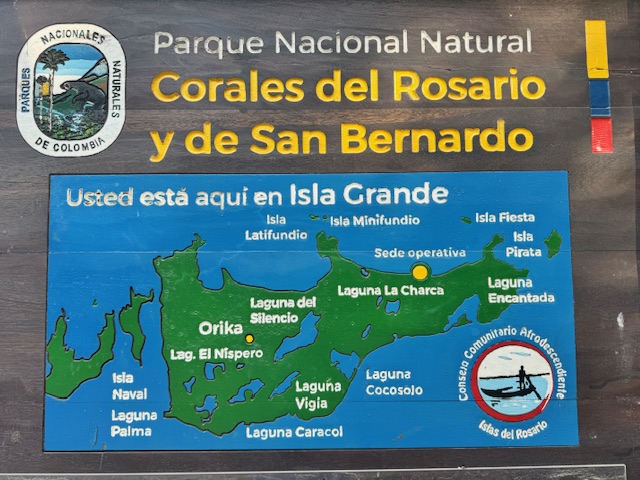 PARQUES NACIONALES NATURALES
DE COLOMBIA
Parque Nacional Natural
Corales del Rosario
y de San Bernardo
Usted está aquí en Isla Grande
Isla
Latifundio
Isla Minifundio
Isla Fiesta
Isla
Pirata
Sede operativa
Laguna La Charca
Laguna
Encantada
Laguna del
Silencio
Orika
Lag. El Níspero
Isla
Naval
Laguna
Palma
Laguna
Vigia
Laguna
Cocosolo
Laguna Caracol
Consejo Comunitario Afrodescendiente
Islas del Rosario